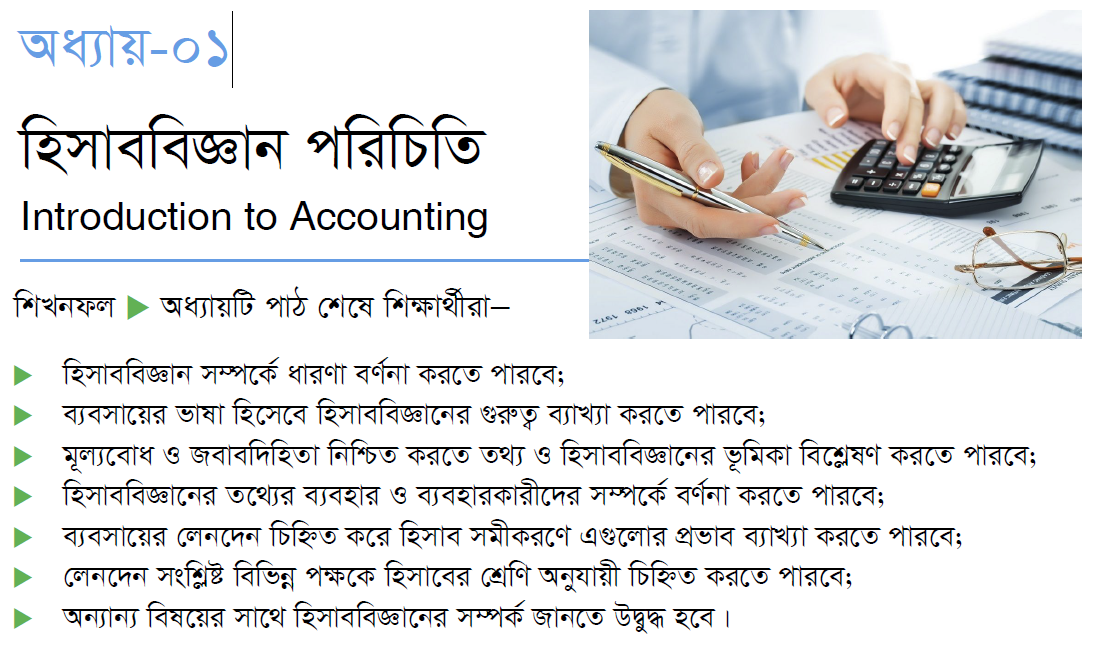 অধ্যায়-০১
হিসাববিজ্ঞান পরিচিতি
Introduction to Accounting
শিখনফল ▶ অধ্যায়টি পাঠ শেষে শিক্ষার্থীরা–
▶ হিসাববিজ্ঞান সম্পর্কে ধারণা বর্ণনা করতে পারবে;
▶ ব্যবসায়ের ভাষা হিসেবে হিসাববিজ্ঞানের গুরুত্ব ব্যাখ্যা করতে পারবে;
▶ মূল্যবোধ ও জবাবদিহিতা নিশ্চিত করতে তথ্য ও হিসাববিজ্ঞানের ভূমিকা বিশ্লেষণ করতে পারবে;
▶ হিসাববিজ্ঞানের তথ্যের ব্যবহার ও ব্যবহারকারীদের সম্পর্কে বর্ণনা করতে পারবে;
▶ ব্যবসায়ের লেনদেন চিহ্নিত করে হিসাব সমীকরণে এগুলোর প্রভাব ব্যাখ্যা করতে পারবে;
▶ লেনদেন সংশ্লিষ্ট বিভিন্ন পক্ষকে হিসাবের শ্রেণি অনুযায়ী চিহ্নিত করতে পারবে;
▶ অন্যান্য বিষয়ের সাথে হিসাববিজ্ঞানের সম্পর্ক জানতে উদ্বুদ্ধ হবে।
W 1968
1972